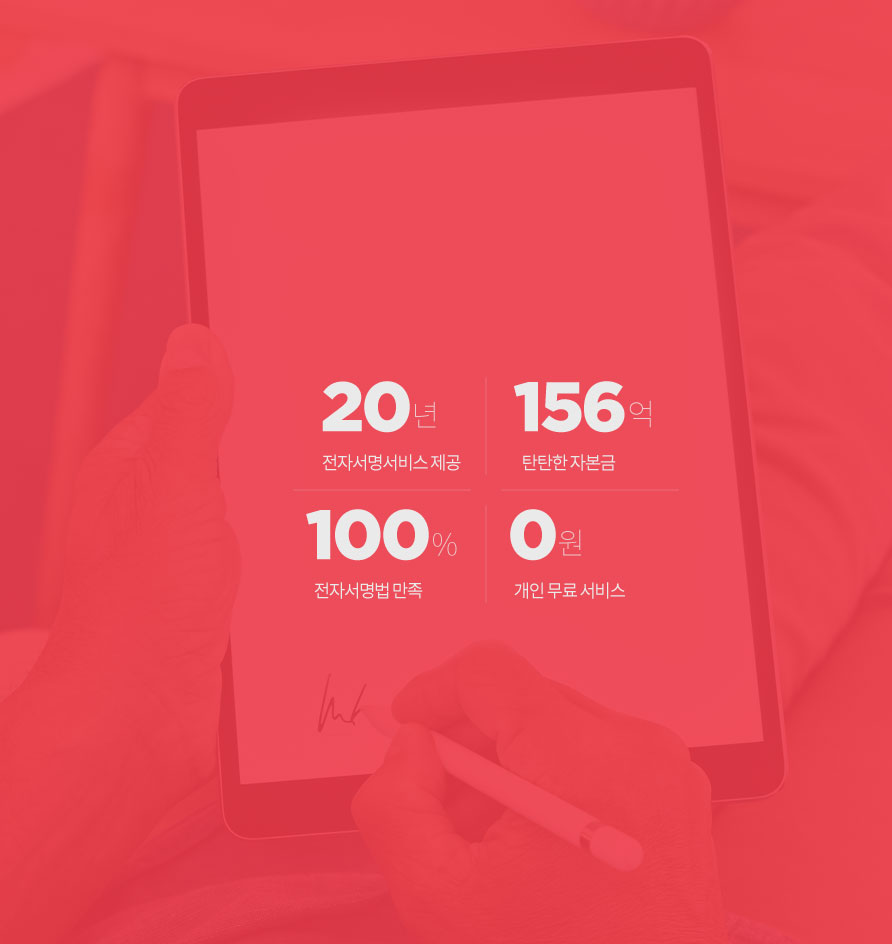 20년
전자서명서비스 제공
156억
탄탄한 자본금
100%
전자서명법 만족
0원
개인 무료 서비스